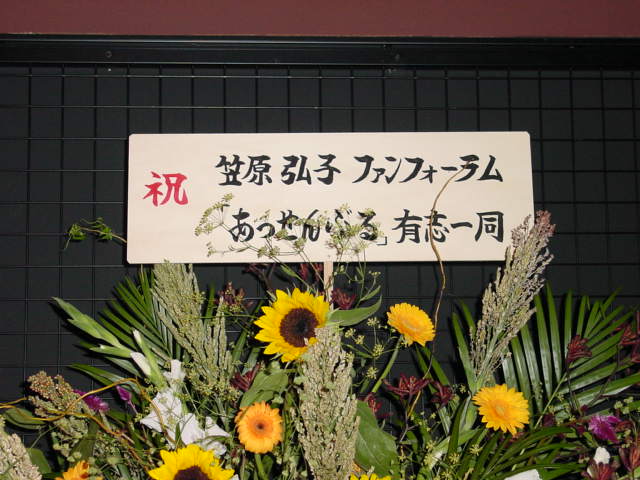 祝
笠原弘子 ファンフォーラム
「あっせんぶる」有志一同